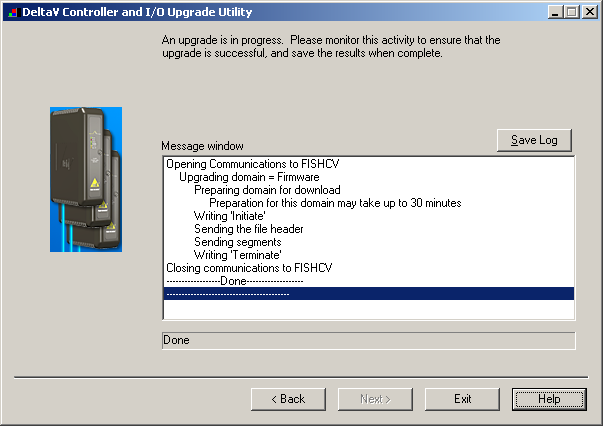 DeltaV Controller and I/O Upgrade Utility
An upgrade is in progress. Please monitor this activity to ensure that the
upgrade is successful, and save the results when complete.
Save Log
Message window
Opening Communications to FISHCV
Upgrading domain = Firmware
Preparing domain for download
Preparation for this domain may take up to 30 minutes
Writing 'Initiate'
Sending the file header
Sending segments
Writing 'Terminate'
Closing communications to FISHCV
------------------Done-------------------
-----------------------------------------
Done
< Back
Next >
Exit
Help